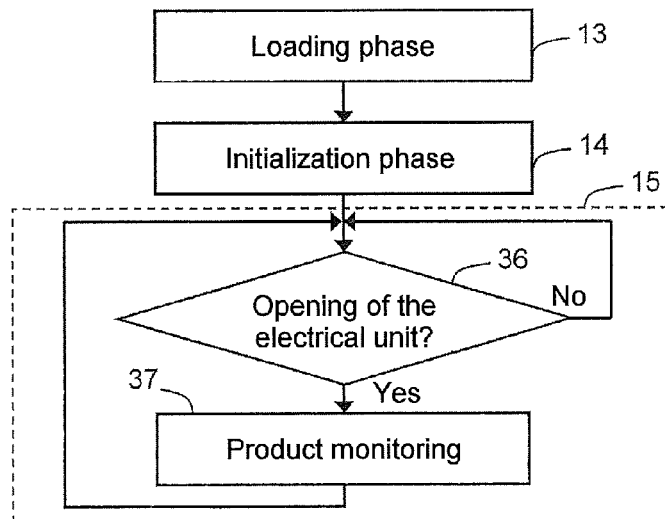 Loading phase
13
Initialization phase
14
15
36
Opening of the
electrical unit?
No
Yes
37
Product monitoring